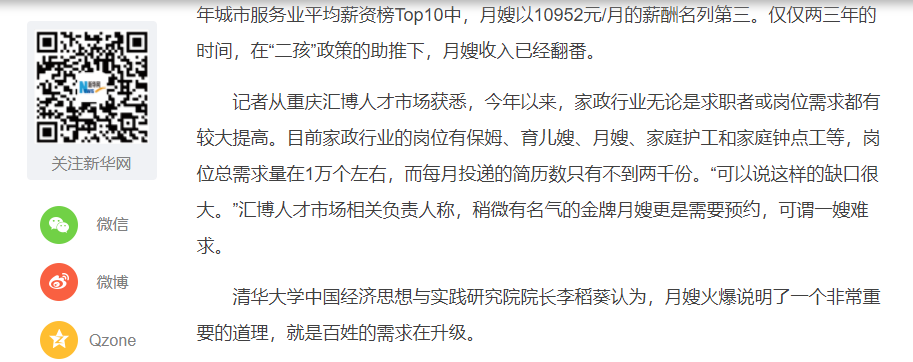 年城市服务业平均薪资榜Top10中，月嫂以10952元/月的薪酬名列第三。仅仅两三年的
时间，在“二孩”政策的助推下，月嫂收入已经翻番。
记者从重庆汇博人才市场获悉，今年以来，家政行业无论是求职者或岗位需求都有
较大提高。目前家政行业的岗位有保姆、育儿嫂、月嫂、家庭护工和家庭钟点工等，岗
位总需求量在1万个左右，而每月投递的简历数只有不到两千份。“可以说这样的缺口很
大。”汇博人才市场相关负责人称，稍微有名气的金牌月嫂更是需要预约，可谓一嫂难
求。
清华大学中国经济思想与实践研究院院长李稻葵认为，月嫂火爆说明了一个非常重
要的道理，就是百姓的需求在升级。
关注新华网
微信
微博
Qzone